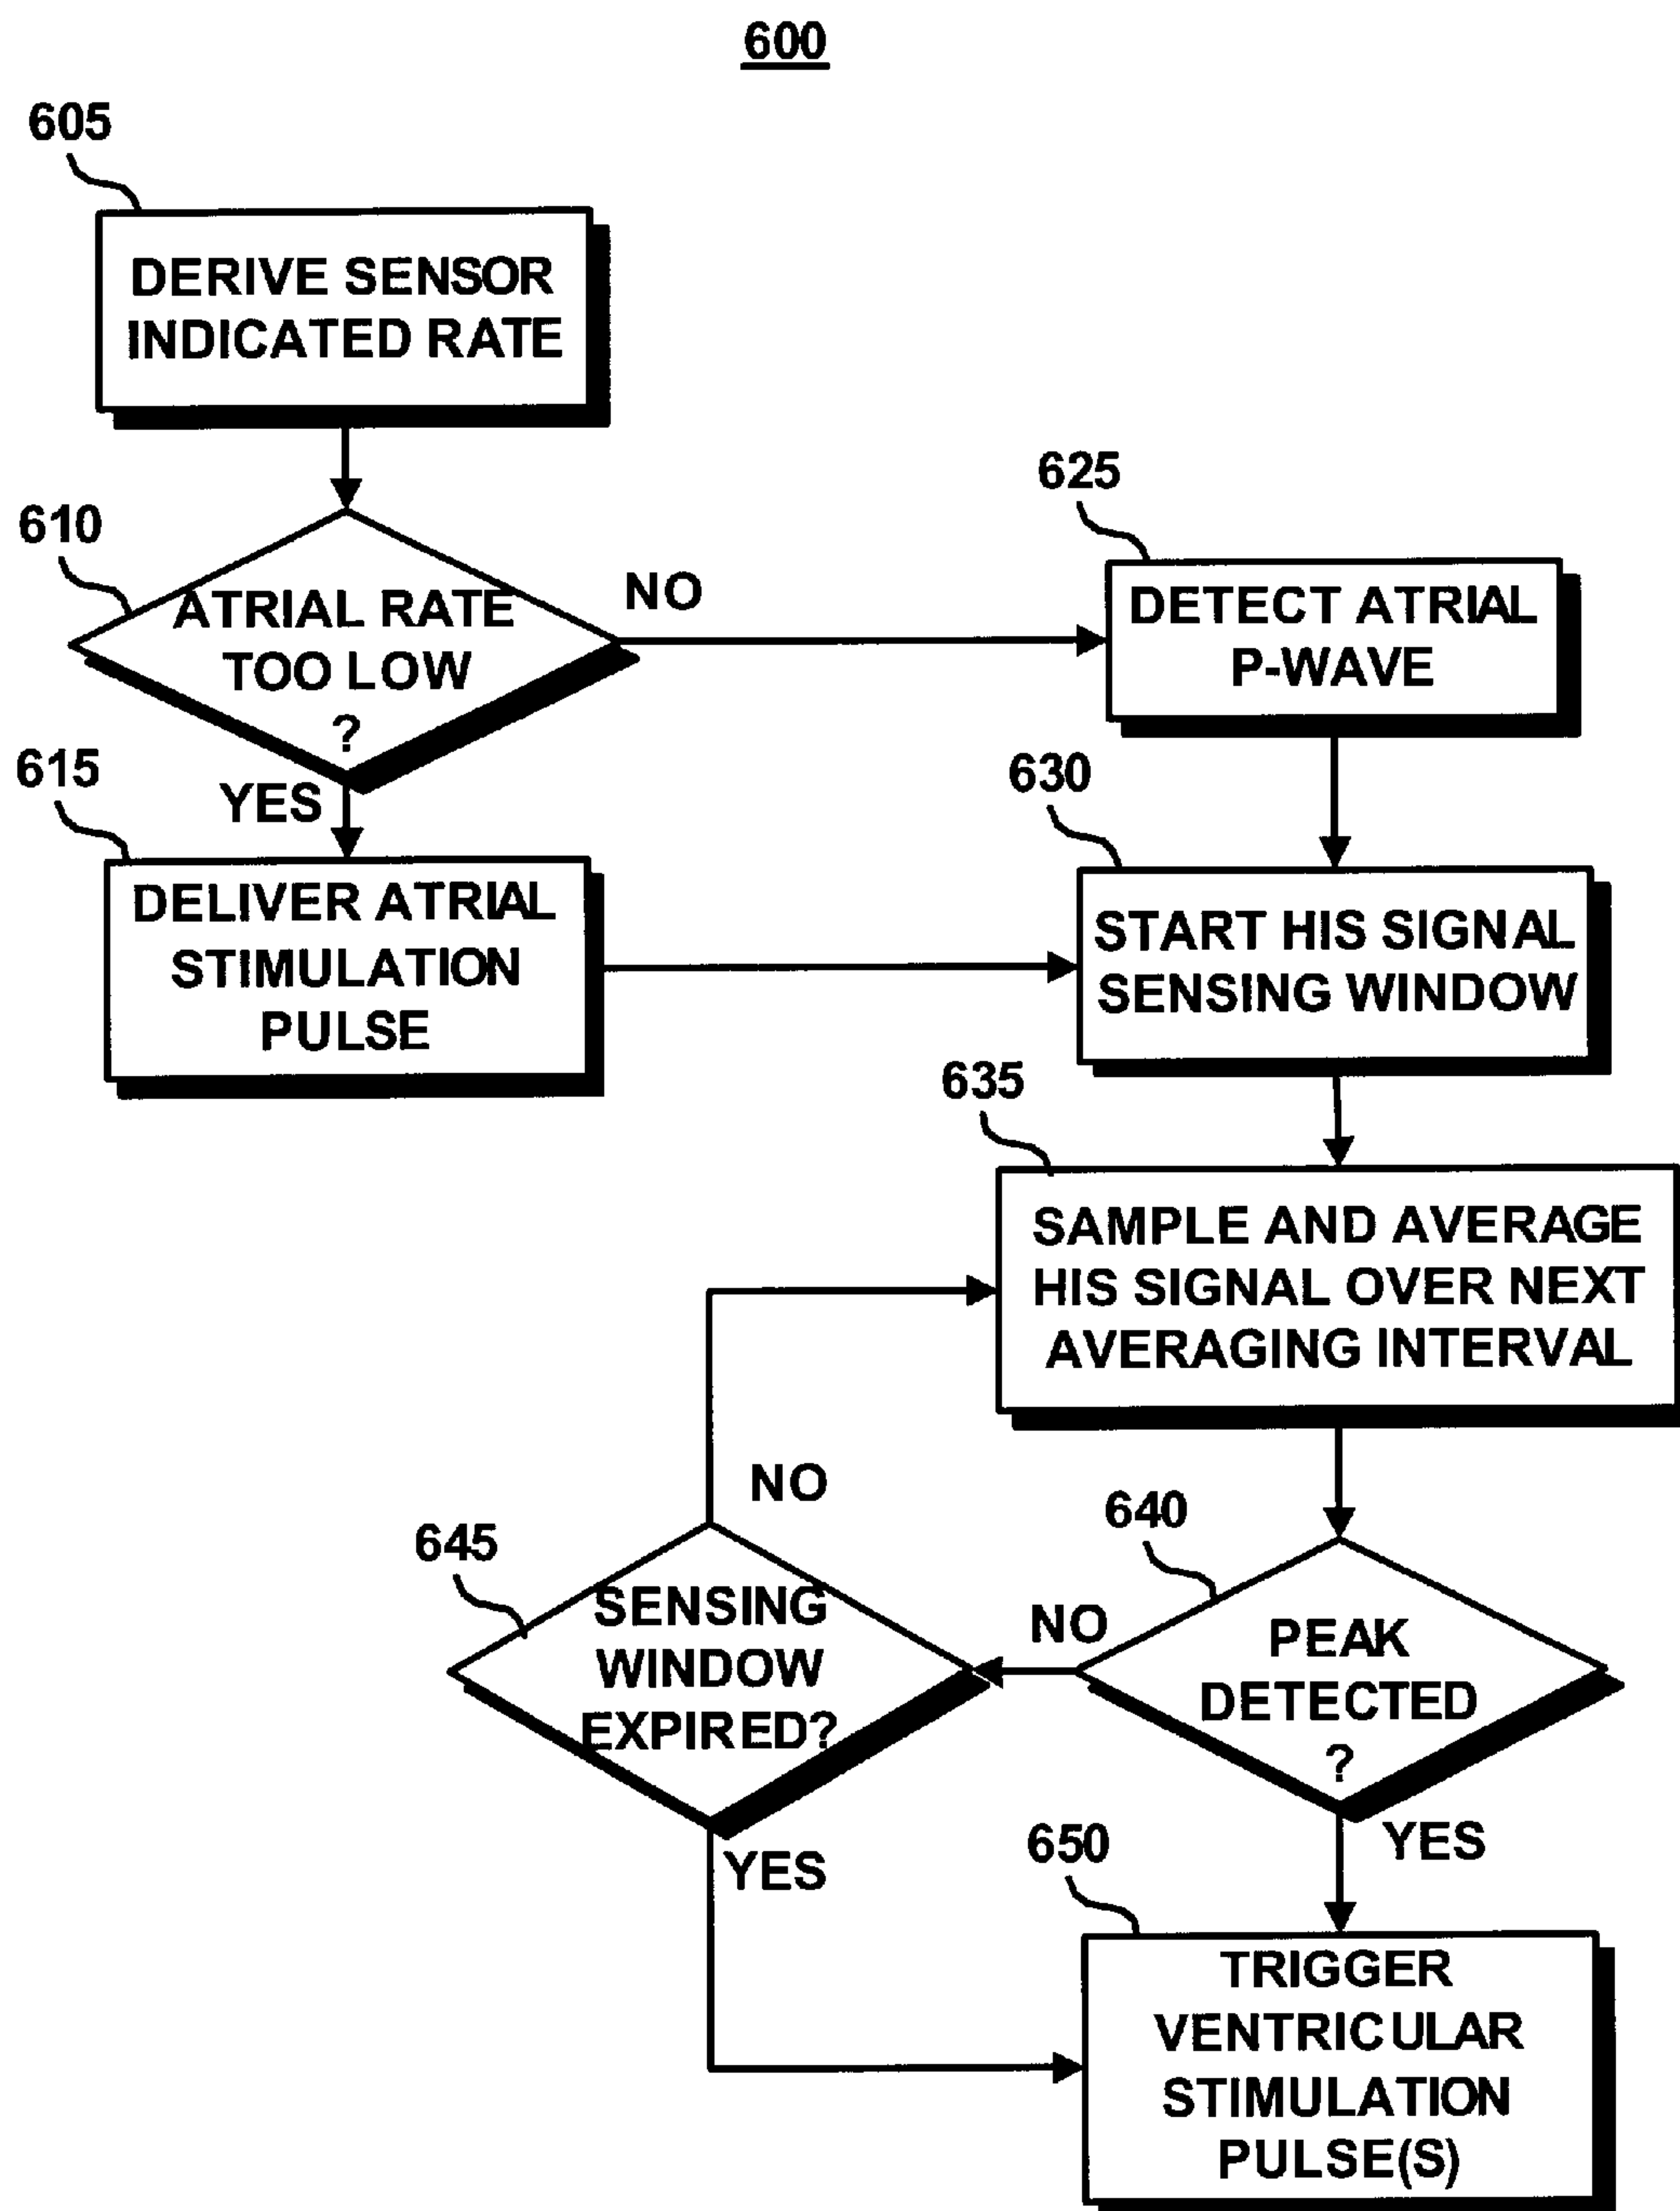 600
605
DERIVE SENSOR
INDICATED RATE
610
ATRIAL RATE
TOO LOW
?
NO
YES
625
DETECT ATRIAL
P-WAVE
615
DELIVER ATRIAL
STIMULATION
PULSE
630
START HIS SIGNAL
SENSING WINDOW
635
SAMPLE AND AVERAGE
HIS SIGNAL OVER NEXT
AVERAGING INTERVAL
640
PEAK
DETECTED
?
NO
YES
645
SENSING
WINDOW
EXPIRED?
NO
YES
650
TRIGGER
VENTRICULAR
STIMULATION
PULSE(S)